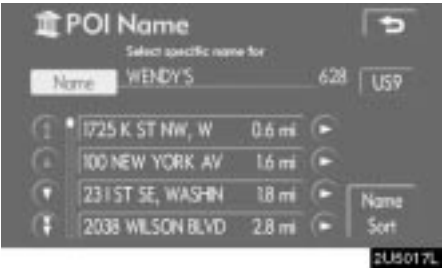 POI Name
Select specific name for
Name WENDY'S 628 US9
1725 K ST NW, W 0.6 mi
100 NEW YORK AV 1.6 mi
231 ST SE, WASHIN 1.8 mi
2038 WILSON BLVD 2.8 mi
Name
Sort
2U5017L